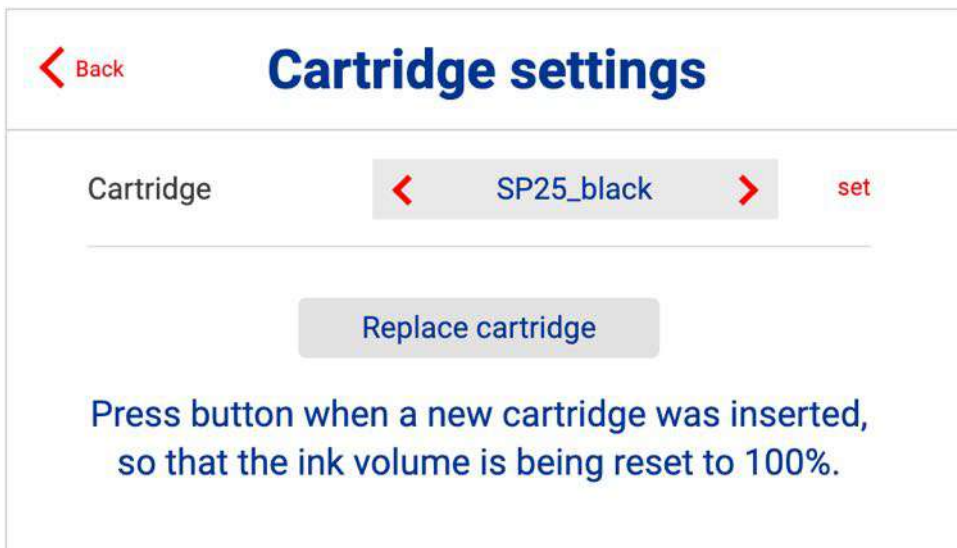 Back
Cartridge settings
Cartridge
SP25_black
set
Replace cartridge
Press button when a new cartridge was inserted,
so that the ink volume is being reset to 100%.